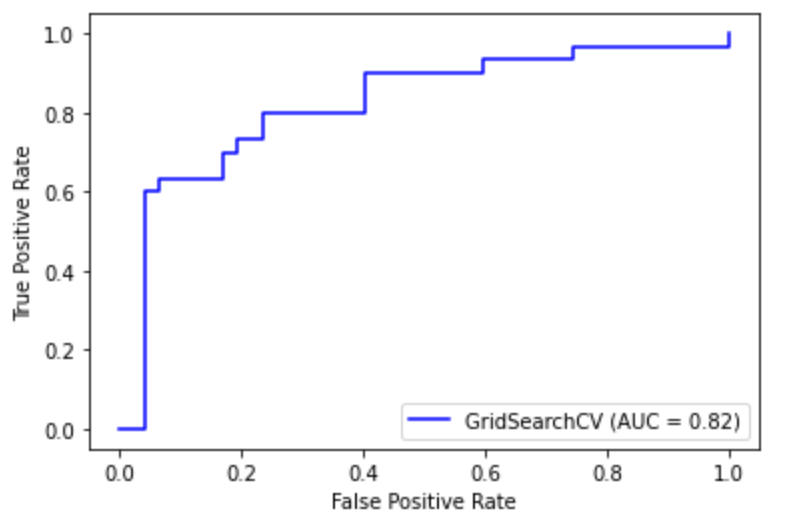 1.0
0.8
0.6
0.4
0.2
0.0
True Positive Rate
GridSearchCV (AUC = 0.82)
0.0 0.2 0.4 0.6 0.8 1.0
False Positive Rate